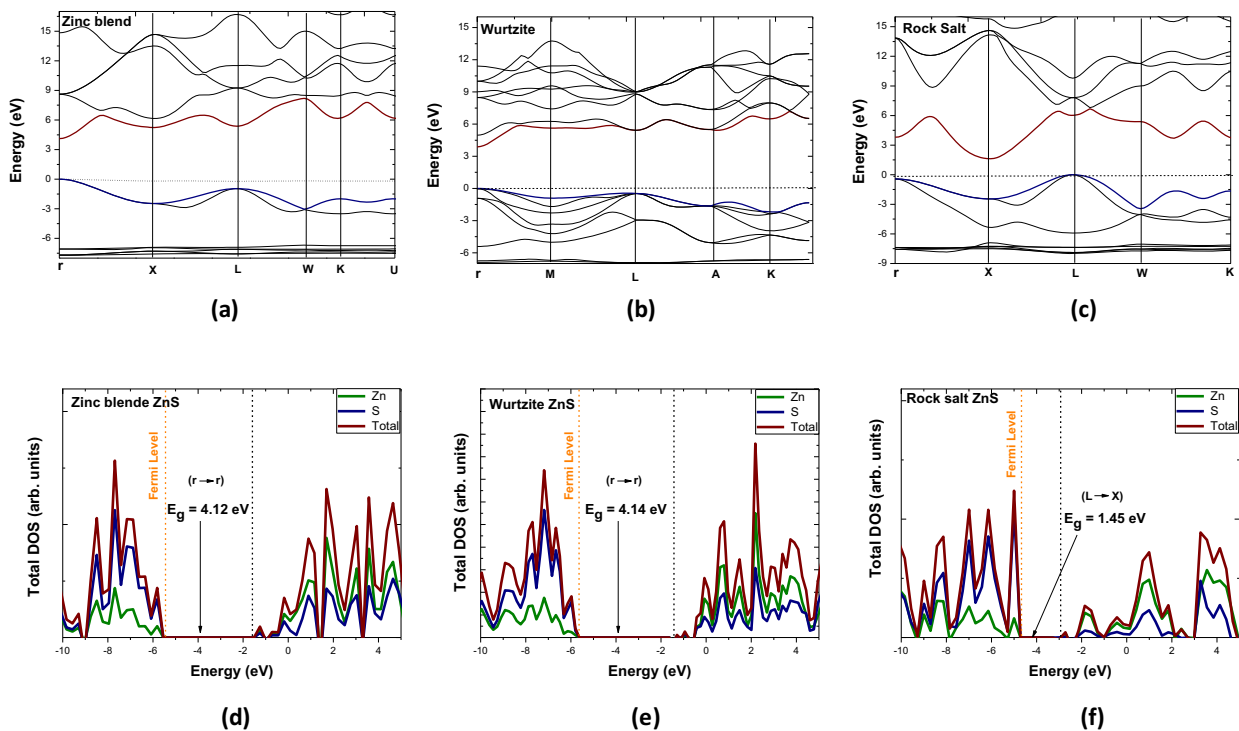 Zinc blend
Energy (eV)
15
12
9
6
3
0
-3
-6
r X L W K U
(a)
Wurtzite
Energy (eV)
15
12
9
6
3
0
-3
-6
r M L A K
(b)
Rock Salt
Energy (eV)
15
12
9
6
3
0
-3
-6
-9
r X L W K
(c)
Zinc blende ZnS
Zn
S
Total
Total DOS (arb. units)
Fermi Level
(r→r)
Eg = 4.12 eV
-10 -8 -6 -4 -2 0 2 4
Energy (eV)
(d)
Wurtzite ZnS
Zn
S
Total
Total DOS (arb. units)
Fermi Level
(r→r)
Eg = 4.14 eV
-10 -8 -6 -4 -2 0 2 4
Energy (eV)
(e)
Rock salt ZnS
Zn
S
Total
Total DOS (arb. units)
Fermi Level
(L→X)
Eg = 1.45 eV
-10 -8 -6 -4 -2 0 2 4
Energy (eV)
(f)